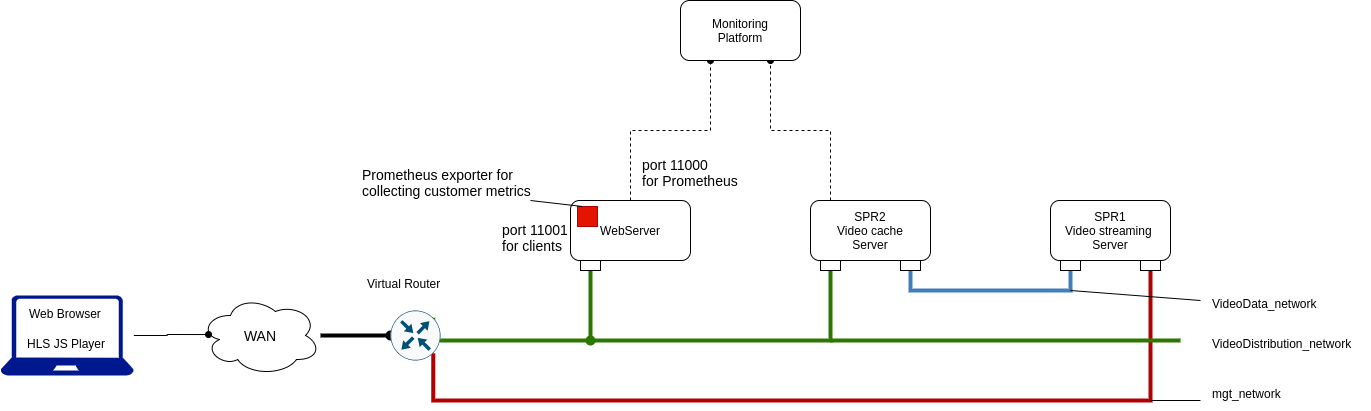 Monitoring
Platform
port 11000
for Prometheus
Prometheus exporter for
collecting customer metrics
port 11001
for clients
WebServer
SPR2
Video cache
Server
SPR1
Video streaming
Server
Virtual Router
Web Browser
HLS JS Player
WAN
VideoData_network
VideoDistribution_network
mgt_network